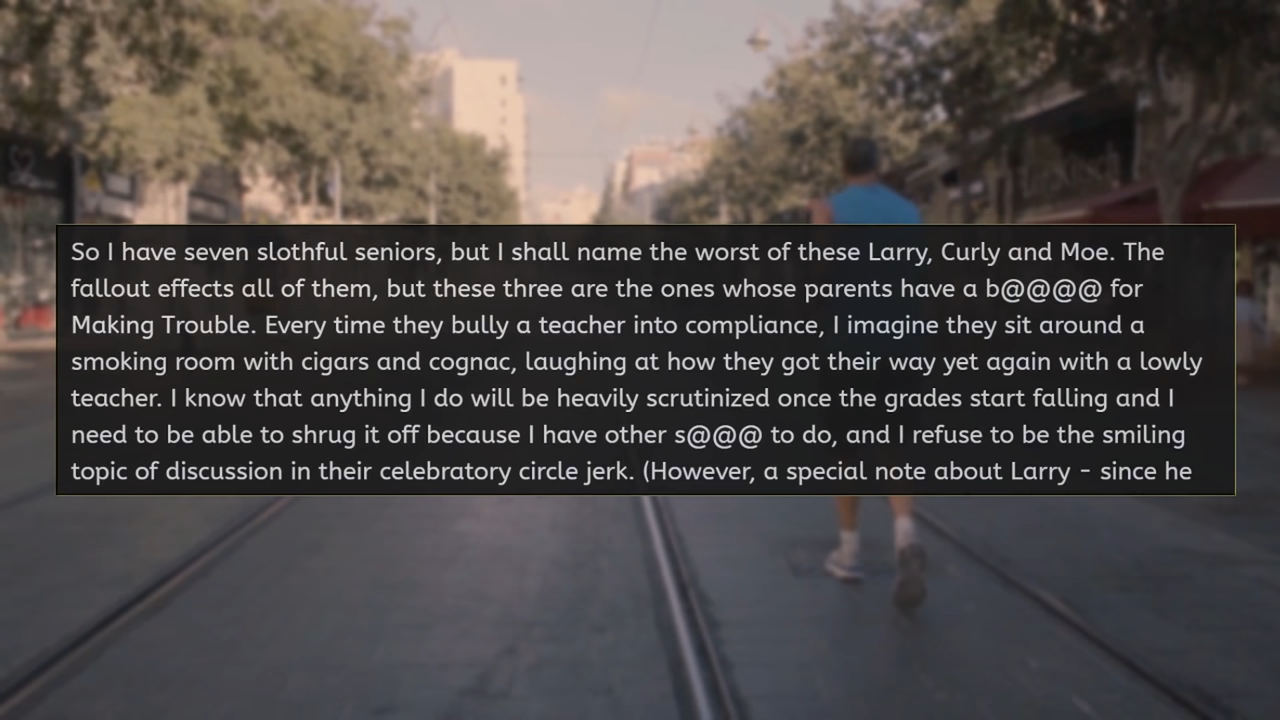 So I have seven slothful seniors, but I shall name the worst of these Larry, Curly and Moe. The
fallout effects all of them, but these three are the ones whose parents have a b@@@@ for
Making Trouble. Every time they bully a teacher into compliance, I imagine they sit around a
smoking room with cigars and cognac, laughing at how they got their way yet again with a lowly
teacher. I know that anything I do will be heavily scrutinized once the grades start falling and I
need to be able to shrug it off because I have other s@@@ to do, and I refuse to be the smiling
topic of discussion in their celebratory circle jerk. (However, a special note about Larry - since he